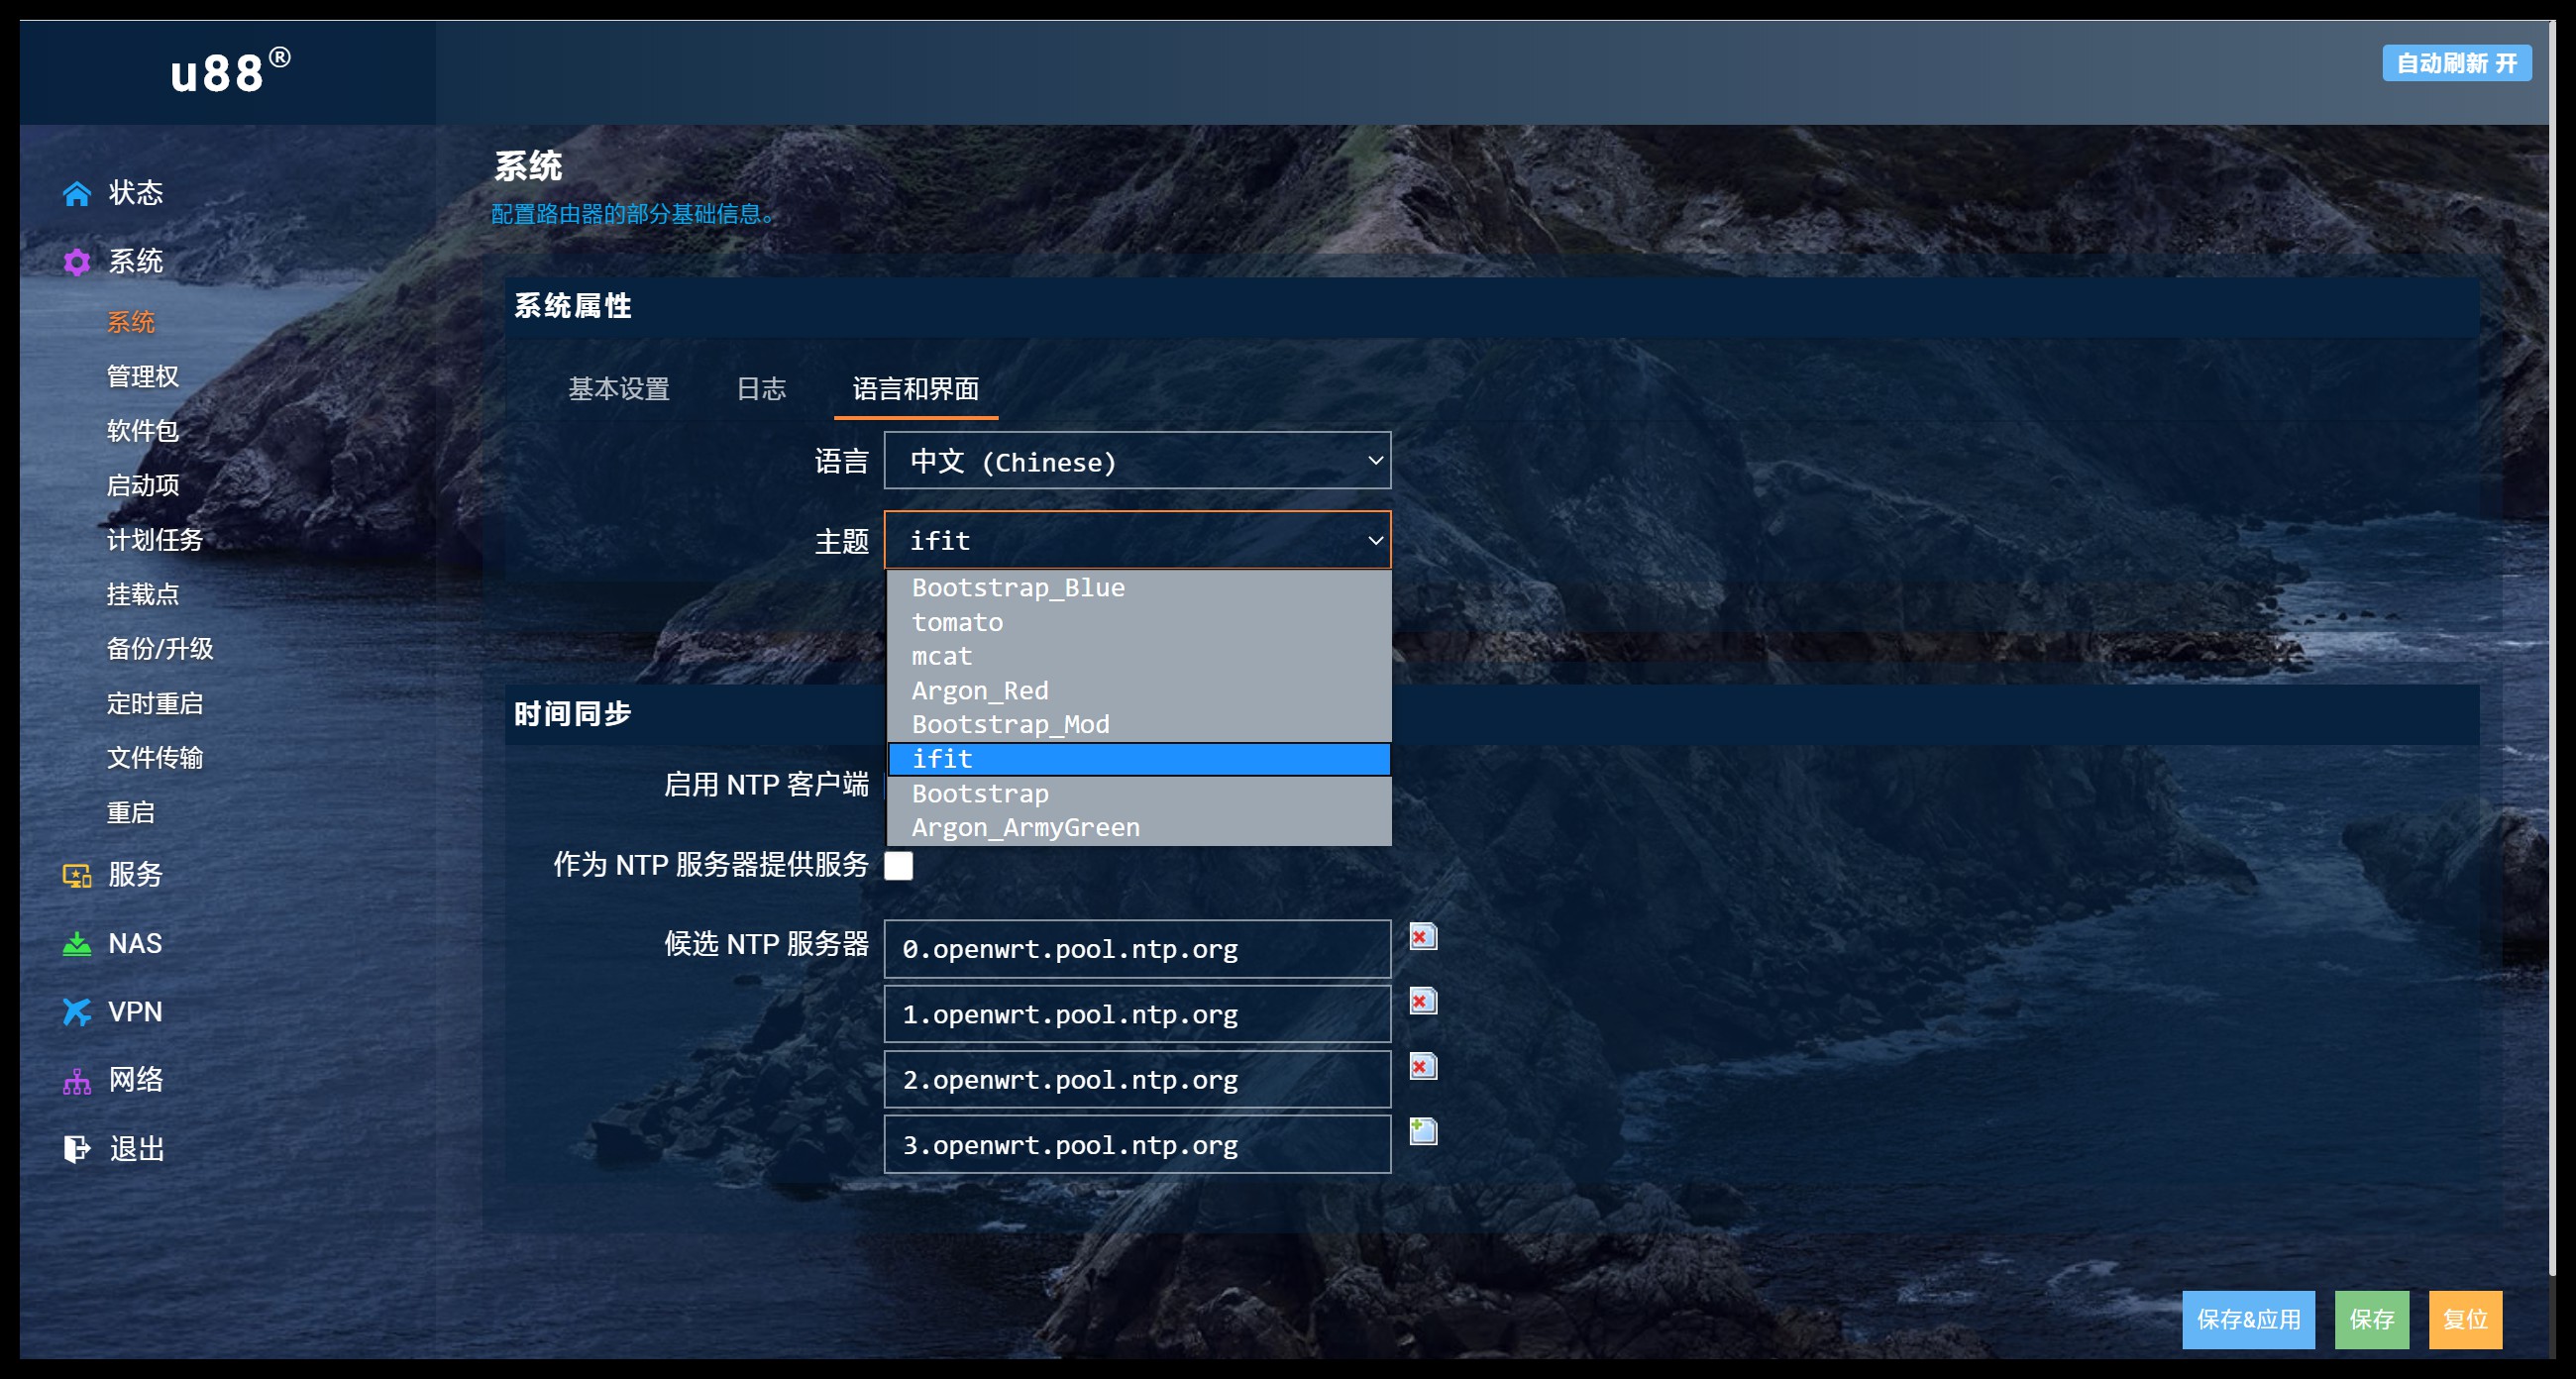 u88®
自动刷新 开
状态
系统
系统
管理权
软件包
启动项
计划任务
挂载点
备份/升级
定时重启
文件传输
重启
服务
NAS
VPN
网络
退出
系统
配置路由器的部分基础信息。
系统属性
基本设置 日志 语言和界面
语言 中文 (Chinese)
主题 ifit
Bootstrap_Blue
tomato
mcat
Argon_Red
Bootstrap_Mod
ifit
Bootstrap
Argon_ArmyGreen
时间同步
启用 NTP 客户端
作为 NTP 服务器提供服务
候选 NTP 服务器 0.openwrt.pool.ntp.org
1.openwrt.pool.ntp.org
2.openwrt.pool.ntp.org
3.openwrt.pool.ntp.org
保存&应用 保存 复位